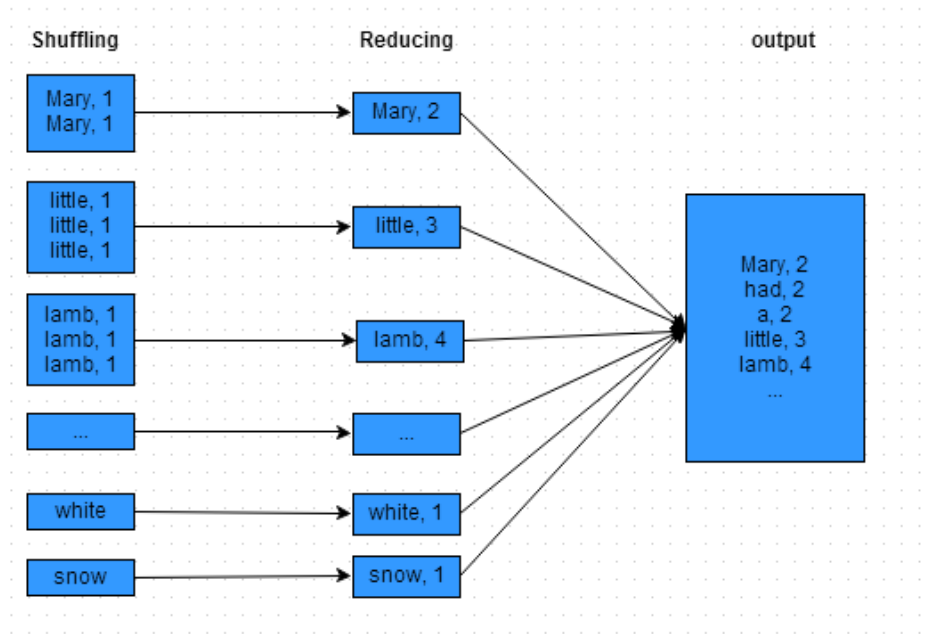 Shuffling
Reducing
output
Mary, 1
Mary, 1
Mary, 2
little, 1
little, 1
little, 1
little, 3
lamb, 1
lamb, 1
lamb, 1
lamb, 4
...
...
white
white, 1
snow
snow, 1
Mary, 2
had, 2
a, 2
little, 3
lamb, 4
...